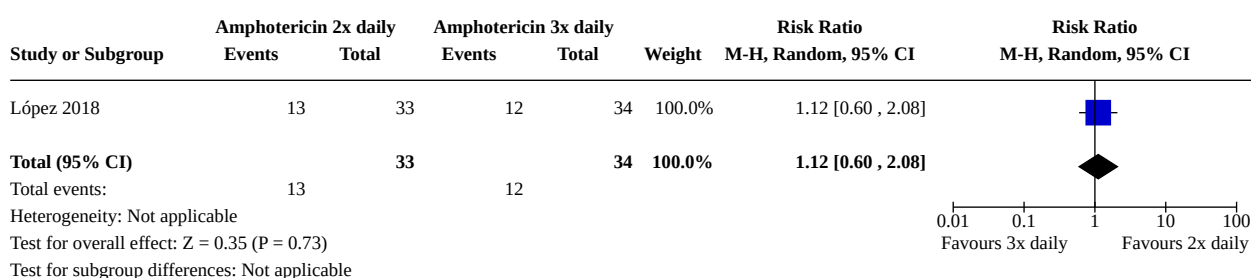 Amphotericin 2x daily Amphotericin 3x daily Risk Ratio Risk Ratio
Study or Subgroup Events Total Events Total Weight M-H, Random, 95% CI M-H, Random, 95% CI
López 2018 13 33 12 34 100.0% 1.12 [0.60 , 2.08]
Total (95% CI) 33 34 100.0% 1.12 [0.60 , 2.08]
Total events: 13 12
Heterogeneity: Not applicable
0.01 0.1 1 10 100
Test for overall effect: Z = 0.35 (P = 0.73) Favours 3x daily Favours 2x daily
Test for subgroup differences: Not applicable